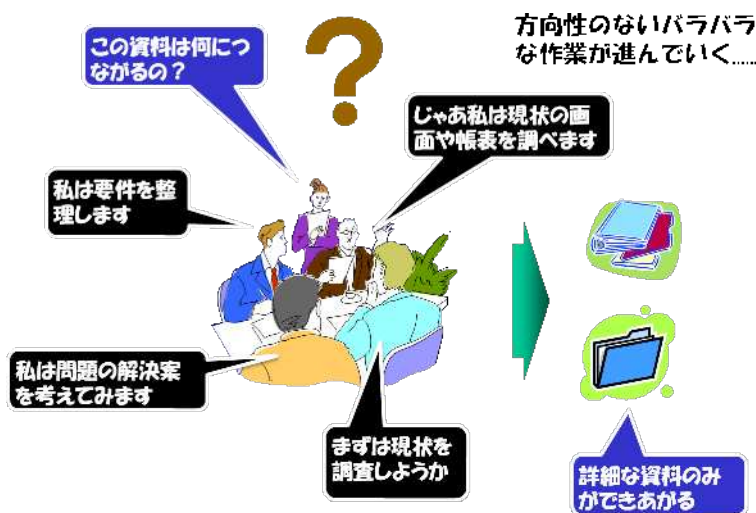 この資料は何につ
ながるの？
?
方向性のないバラバラ
な作業が進んでいく……
じゃあ私は現状の画
面や帳表を調べます
私は要件を整
理します
私は問題の解決案
を考えてみます
まずは現状を
調査しようか
詳細な資料のみ
ができあがる